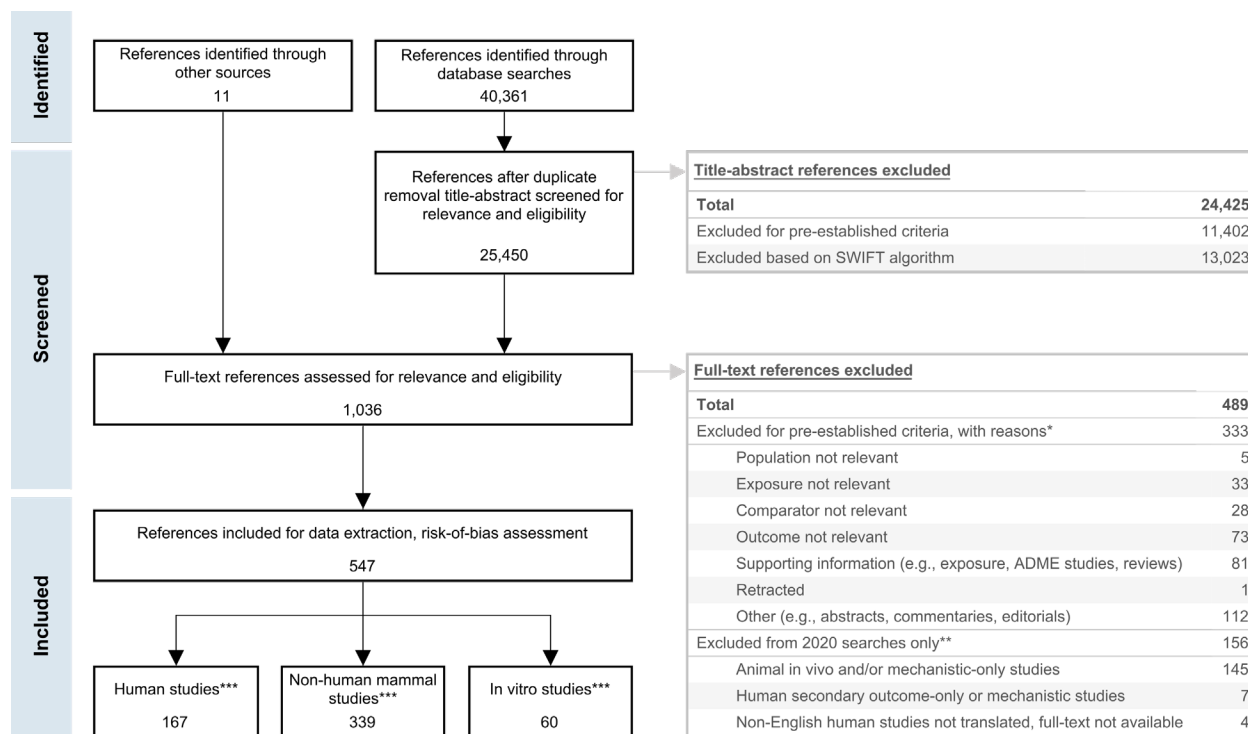 Identified
References identified through
other sources
11
References identified through
database searches
40,361
Screened
References after duplicate
removal title-abstract screened for
relevance and eligibility
25,450
Title-abstract references excluded
Total 24,425
Excluded for pre-established criteria 11,402
Excluded based on SWIFT algorithm 13,023
Full-text references assessed for relevance and eligibility
1,036
Full-text references excluded
Total 489
Excluded for pre-established criteria, with reasons* 333
Population not relevant 5
Exposure not relevant 33
Comparator not relevant 28
Outcome not relevant 73
Supporting information (e.g., exposure, ADME studies, reviews) 81
Retracted 1
Other (e.g., abstracts, commentaries, editorials) 112
Excluded from 2020 searches only** 156
Animal in vivo and/or mechanistic-only studies 145
Human secondary outcome-only or mechanistic studies 7
Non-English human studies not translated, full-text not available 4
Included
References included for data extraction, risk-of-bias assessment
547
Human studies***
167
Non-human mammal
studies***
339
In vitro studies***
60